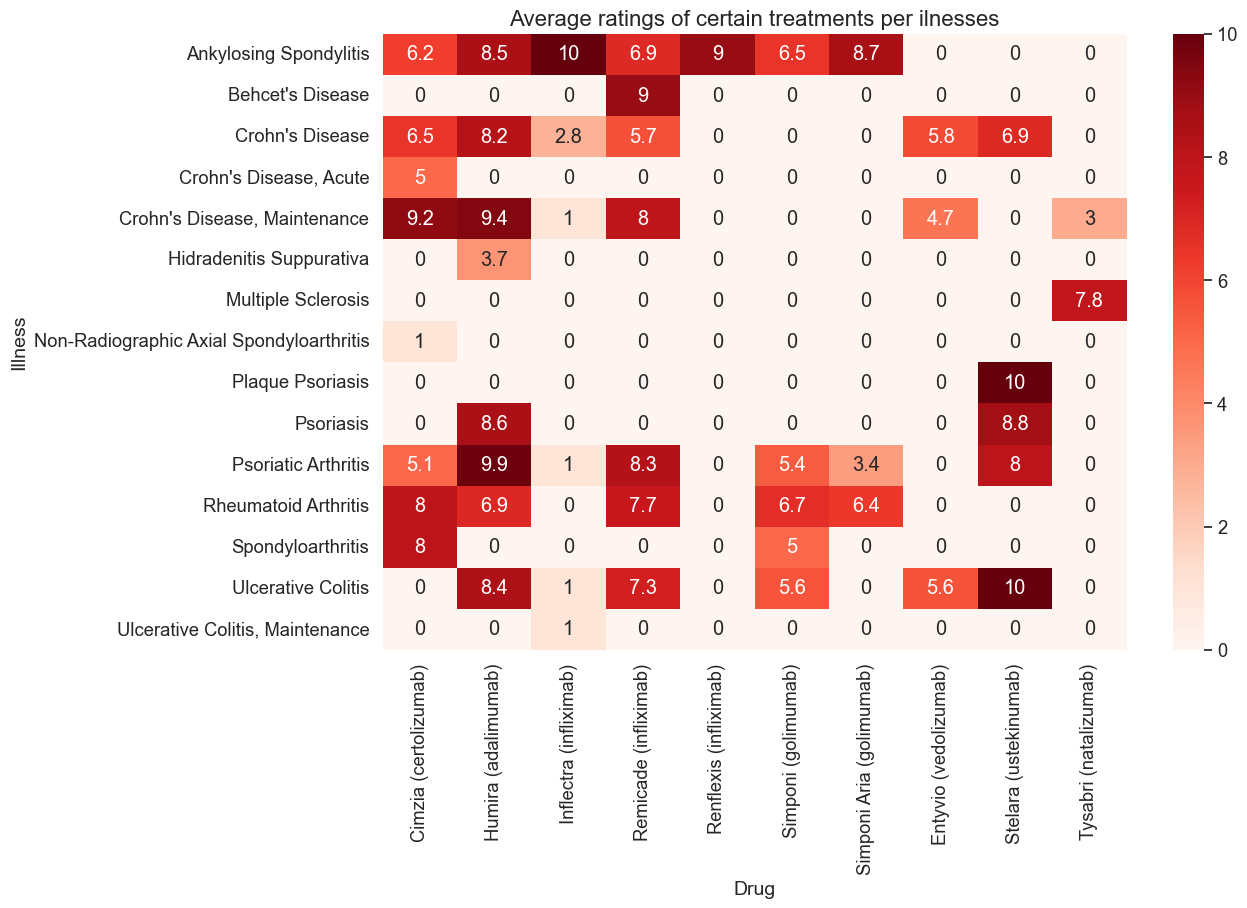 Average ratings of certain treatments per ilnesses
Illness
Ankylosing Spondylitis 6.2 8.5 10 6.9 9 6.5 8.7 0 0 0
Behcet's Disease 0 0 0 9 0 0 0 0 0 0
Crohn's Disease 6.5 8.2 2.8 5.7 0 0 0 5.8 6.9 0
Crohn's Disease, Acute 5 0 0 0 0 0 0 0 0 0
Crohn's Disease, Maintenance 9.2 9.4 1 8 0 0 0 4.7 0 3
Hidradenitis Suppurativa 0 3.7 0 0 0 0 0 0 0 0
Multiple Sclerosis 0 0 0 0 0 0 0 0 0 7.8
Non-Radiographic Axial Spondyloarthritis 1 0 0 0 0 0 0 0 0 0
Plaque Psoriasis 0 0 0 0 0 0 0 0 10 0
Psoriasis 0 8.6 0 0 0 0 0 0 8.8 0
Psoriatic Arthritis 5.1 9.9 1 8.3 0 5.4 3.4 0 8 0
Rheumatoid Arthritis 8 6.9 0 7.7 0 6.7 6.4 0 0 0
Spondyloarthritis 8 0 0 0 0 5 0 0 0 0
Ulcerative Colitis 0 8.4 1 7.3 0 5.6 0 5.6 10 0
Ulcerative Colitis, Maintenance 0 0 1 0 0 0 0 0 0 0
Cimzia (certolizumab)
Humira (adalimumab)
Inflectra (infliximab)
Remicade (infliximab)
Renflexis (infliximab)
Simponi (golimumab)
Simponi Aria (golimumab)
Entyvio (vedolizumab)
Stelara (ustekinumab)
Tysabri (natalizumab)
Drug
10
8
6
4
2
0